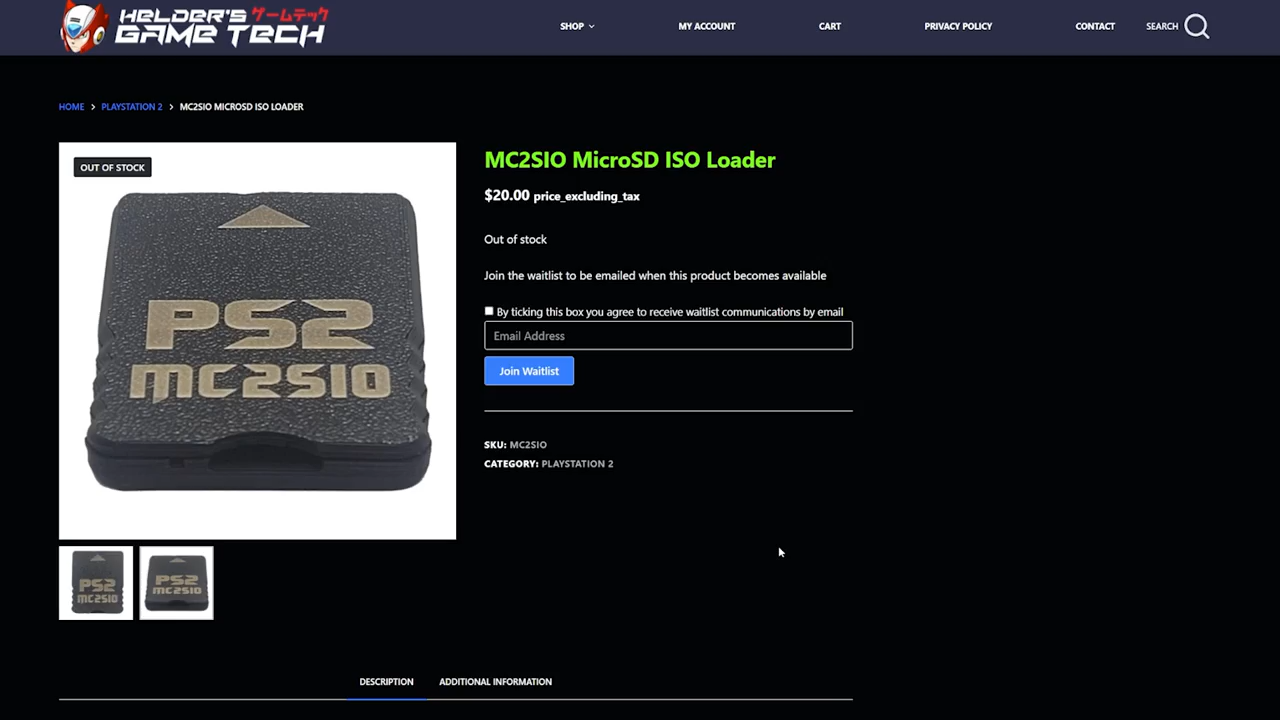 HELDER'S ゲームテック
GAME TECH
SHOP
MY ACCOUNT
CART
PRIVACY POLICY
CONTACT
SEARCH
HOME > PLAYSTATION 2 > MC2SIO MICROSD ISO LOADER
OUT OF STOCK
PS2
MC2SIO
MC2SIO MicroSD ISO Loader
$20.00 price_excluding_tax
Out of stock
Join the waitlist to be emailed when this product becomes available
By ticking this box you agree to receive waitlist communications by email
Email Address
Join Waitlist
SKU: MC2SIO
CATEGORY: PLAYSTATION 2
PS2
MC2SIO
PS2
MC2SIO
DESCRIPTION
ADDITIONAL INFORMATION